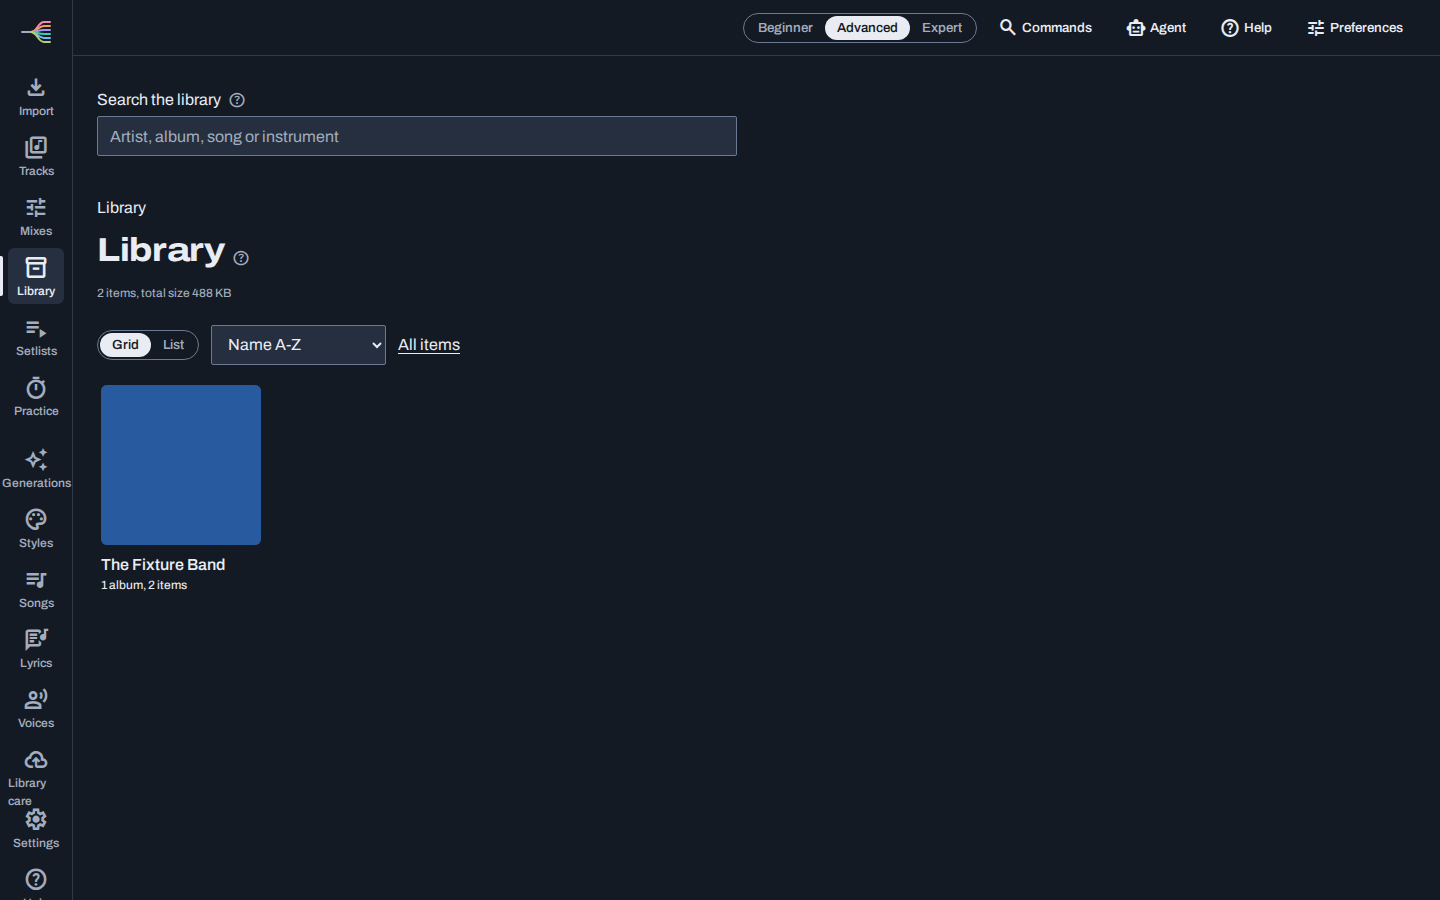 Beginner Advanced Expert Commands Agent Help Preferences
Import
Tracks
Mixes
Library
Setlists
Practice
Generations
Styles
Songs
Lyrics
Voices
Library
care
Settings
Search the library
Artist, album, song or instrument
Library
Library
2 items, total size 488 KB
Grid List Name A-Z All items
The Fixture Band
1 album, 2 items